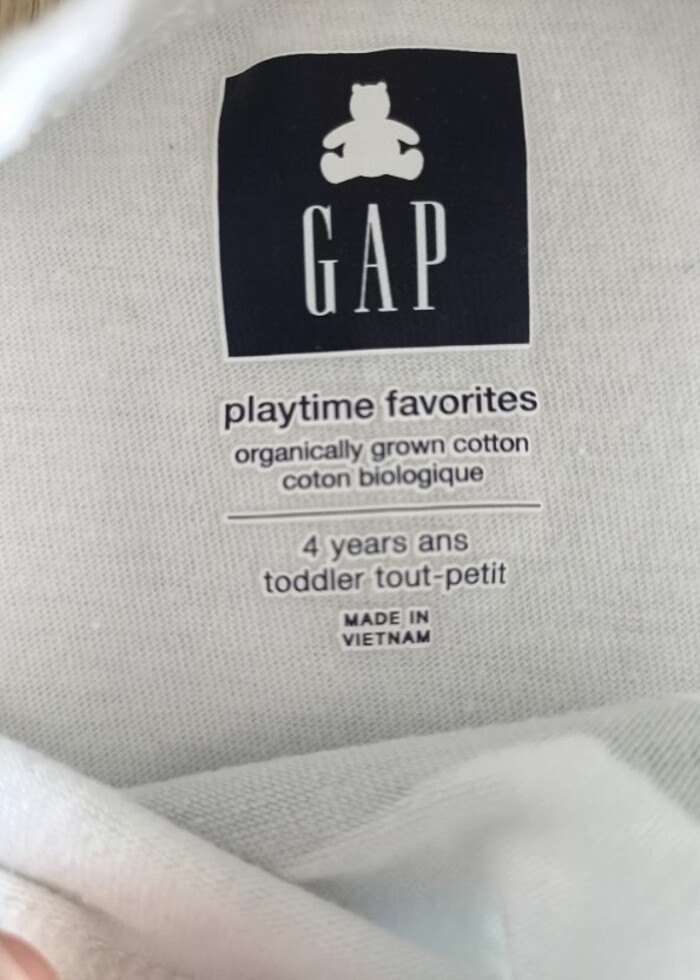 GAP
playtime favorites
organically grown cotton
coton biologique
4 years ans
toddler tout-petit
MADE IN
VIETNAM